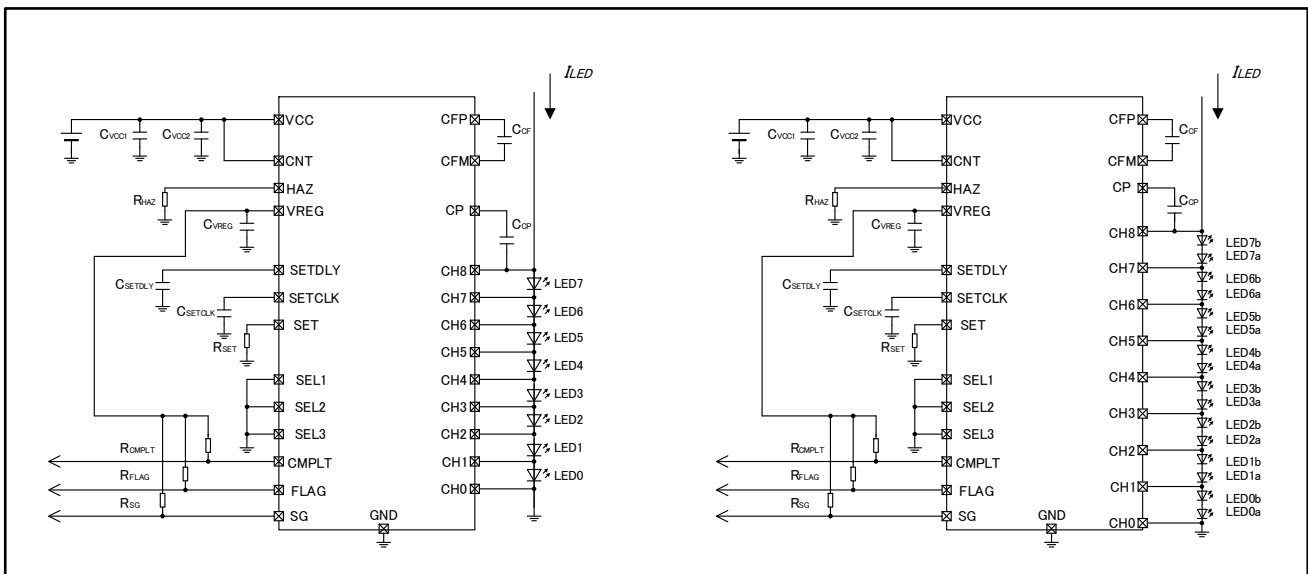 ILED
VCC
CVCC1
CVCC2
CFP
CCF
CNT
CFM
HAZ
RHAZ
VREG
CP
CVREG
CCP
SETDLY
CH8
CSETDLY
LED7
SETCLK
CH7
CSETCLK
LED6
SET
CH6
RSET
LED5
CH5
LED4
SEL1
CH4
LED3
SEL2
CH3
LED2
SEL3
CH2
RCMPLT
LED1
CMPLT
CH1
RFLAG
LED0
FLAG
CH0
RSG
SG
GND
ILED
VCC
CVCC1
CVCC2
CFP
CCF
CNT
CFM
HAZ
CP
RHAZ
VREG
CCP
CVREG
CH8
LED7b
LED7a
SETDLY
CH7
LED6b
CSETDLY
LED6a
SETCLK
CH6
CSETCLK
LED5b
SET
LED5a
RSET
CH5
LED4b
LED4a
SEL1
CH4
LED3b
SEL2
LED3a
CH3
LED2b
SEL3
LED2a
RCMPLT
CH2
CMPLT
LED1b
RFLAG
LED1a
CH1
FLAG
LED0b
RSG
LED0a
SG
GND
CH0